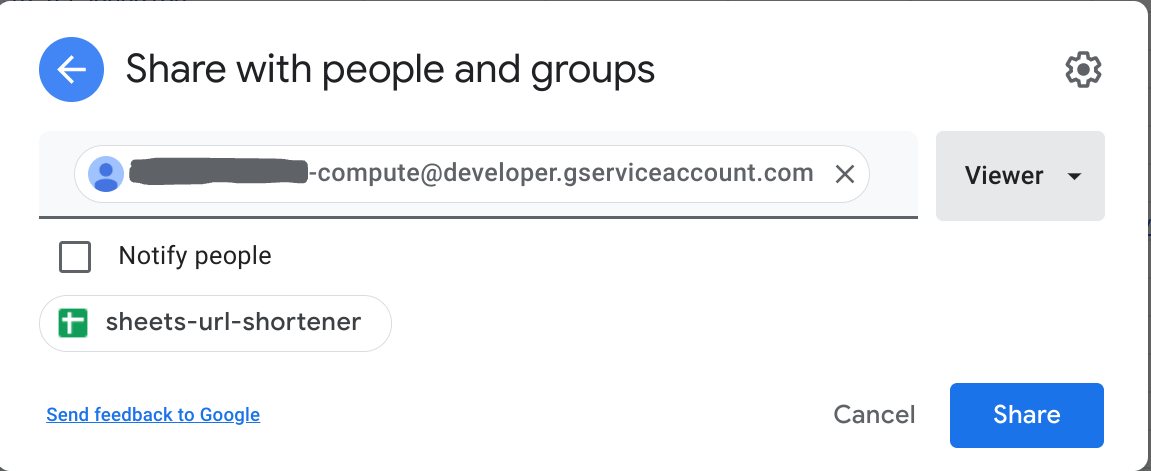 Share with people and groups
-compute@developer.gserviceaccount.com
Viewer
Notify people
sheets-url-shortener
Send feedback to Google
Cancel
Share